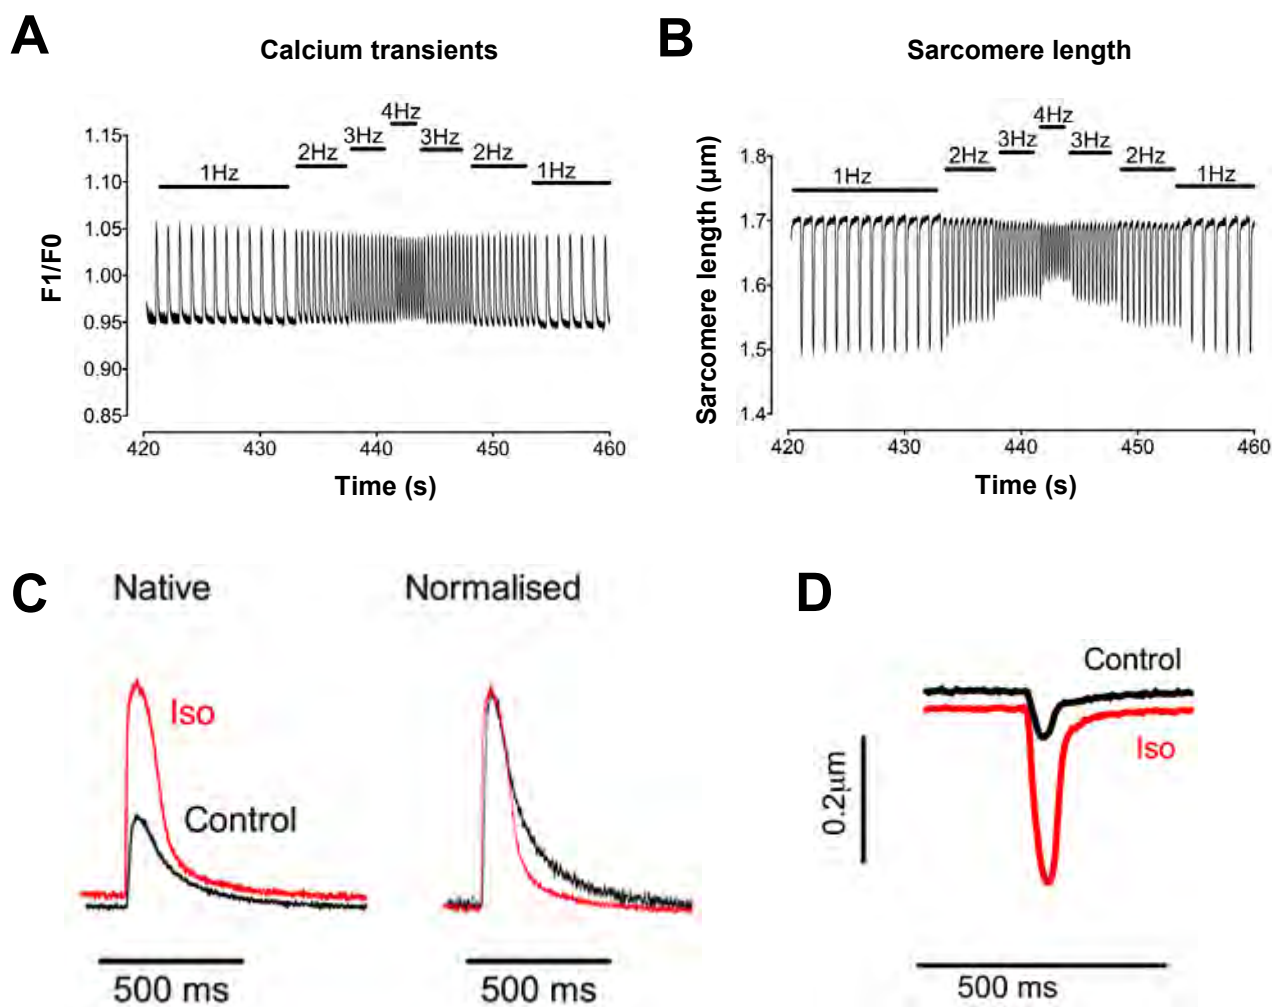 A
Calcium transients
F1/F0
1.15
1.10
1.05
1.00
0.95
0.90
0.85
1Hz
2Hz
3Hz
4Hz
3Hz
2Hz
1Hz
420 430 440 450 460
Time (s)
B
Sarcomere length
Sarcomere length (µm)
1.8
1.7
1.6
1.5
1.4
1Hz
2Hz
3Hz
4Hz
3Hz
2Hz
1Hz
420 430 440 450 460
Time (s)
C
Native
Iso
Control
500 ms
Normalised
500 ms
D
Control
Iso
0.2µm
500 ms